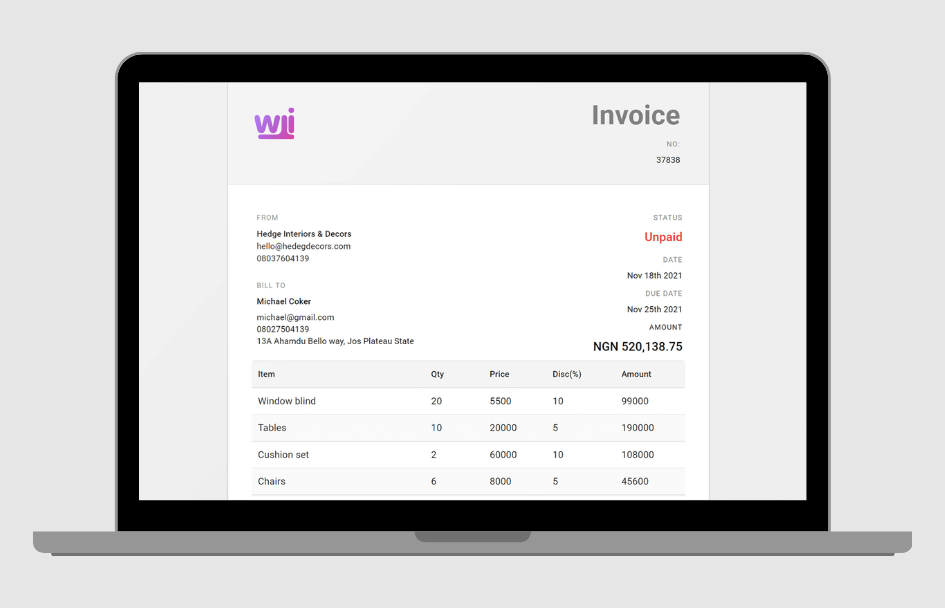 wji
Invoice
NO:
37838
FROM
STATUS
Hedge Interiors & Decors
Unpaid
hello@hedegdecors.com
08037604139
DATE
Nov 18th 2021
BILL TO
DUE DATE
Michael Coker
Nov 25th 2021
michael@gmail.com
08027504139
AMOUNT
13A Ahamdu Bello way, Jos Plateau State
NGN 520,138.75
Item Qty Price Disc(%) Amount
Window blind 20 5500 10 99000
Tables 10 20000 5 190000
Cushion set 2 60000 10 108000
Chairs 6 8000 5 45600